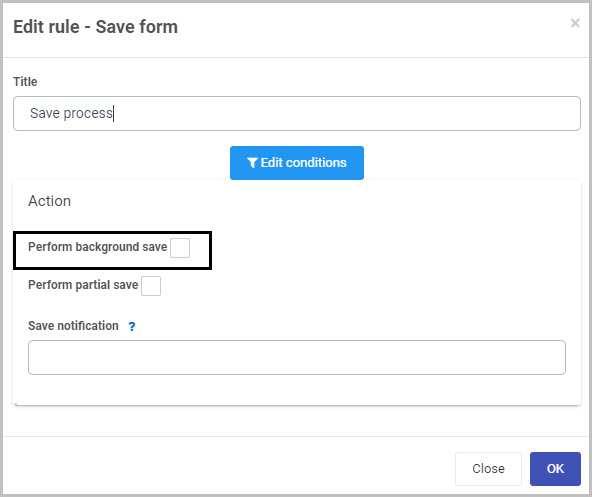 Edit rule - Save form
×
Title
Save process
Edit conditions
Action
Perform background save
Perform partial save
Save notification ?
Close OK